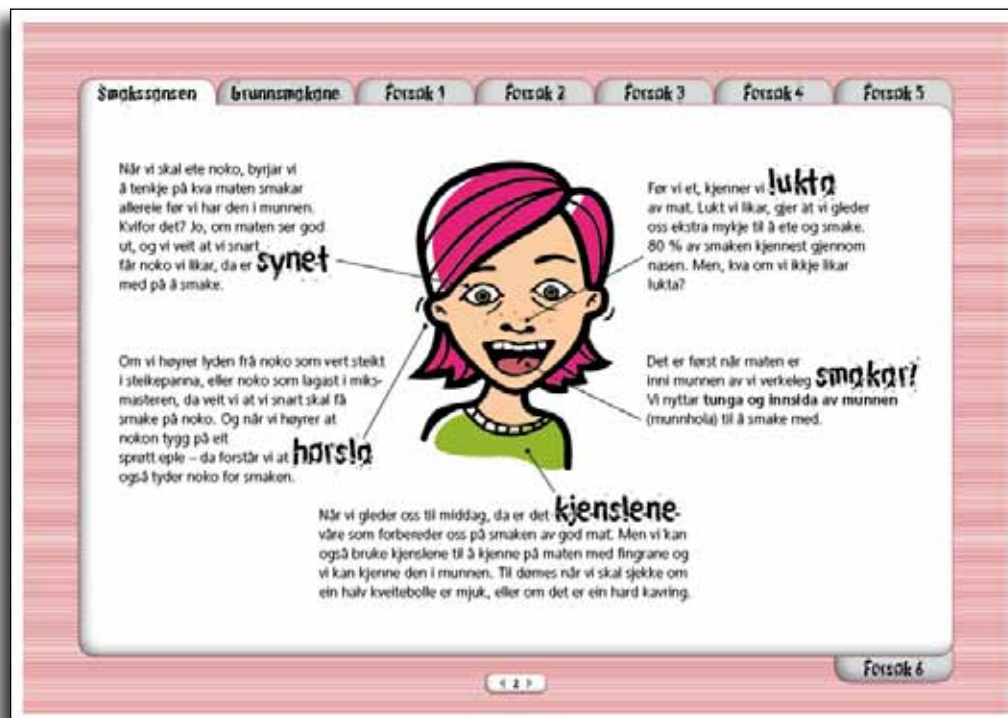 Smakssansen
Grunnsmakane
Forsøk 1
Forsøk 2
Forsøk 3
Forsøk 4
Forsøk 5
Når vi skal ete noko, byrjar vi
å tenkje på kva maten smakar
allereie før vi har den i munnen.
Kvifor det? Jo, om maten ser god
ut, og vi veit at vi snart
får noko vi likar, da er synet
med på å smake.
Før vi et, kjenner vi lukta
av mat. Lukt vi likar, gjer at vi gleder
oss ekstra mykje til å ete og smake.
80 % av smaken kjennest gjennom
nasen. Men, kva om vi ikkje likar
lukta?
Om vi høyrer lyden frå noko som vert steikt
i steikepanna, eller noko som lagast i miks-
masteren, da veit vi at vi snart skal få
smake på noko. Og når vi høyrer at
nokon tygg på eit
sprøtt eple – da forstår vi at hørsla
også tyder noko for smaken.
Det er først når maten er
inni munnen av vi verkeleg smakar!
Vi nyttar tunga og innsida av munnen
(munnhola) til å smake med.
Når vi gleder oss til middag, da er det kjenslene
våre som forbereder oss på smaken av god mat. Men vi kan
også bruke kjenslene til å kjenne på maten med fingrane og
vi kan kjenne den i munnen. Til dømes når vi skal sjekke om
ein halv kveitebolle er mjuk, eller om det er ein hard kavring.
Forsøk 6
2